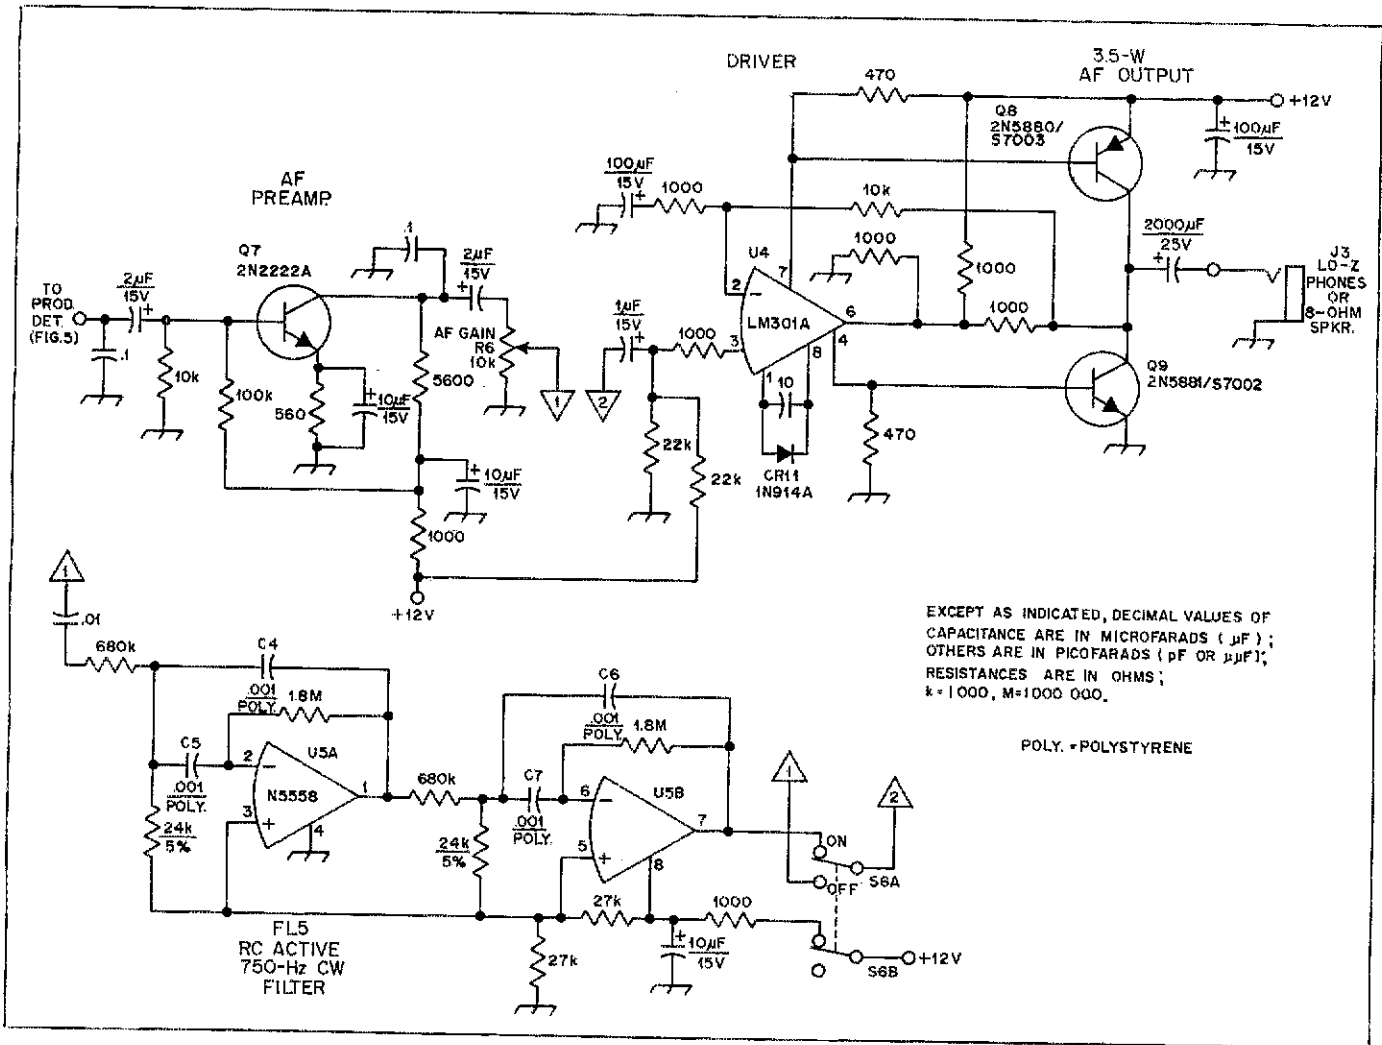 DRIVER
3.5-W
AF OUTPUT
470
+12V
Q8
2N5880/
S7003
100µF
15V
AF
PREAMP.
100µF
15V
1000
10k
1000
Q7
2N2222A
.1
2µF
15V
U4
7
2
LM301A
6
3
4
8
1
1000
1000
2000µF
25V
J3
LO-Z
PHONES
OR
8-OHM
SPKR.
TO
PROD.
DET.
(FIG.5)
2µF
15V
.1
10k
100k
560
10µF
15V
AF GAIN
R6
10k
5600
1
2
1µF
15V
1000
10
CR11
1N914A
470
Q9
2N5881/S7002
22k
22k
10µF
15V
1000
+12V
1
.01
680k
C4
.001
POLY.
1.8M
C5
.001
POLY.
2
3
U5A
N5558
1
4
24k
5%
680k
C6
.001
POLY.
1.8M
C7
.001
POLY.
6
5
U5B
7
8
24k
5%
27k
27k
1000
10µF
15V
1
2
ON
OFF
S6A
S6B
+12V
FL5
RC ACTIVE
750-Hz CW
FILTER
EXCEPT AS INDICATED, DECIMAL VALUES OF
CAPACITANCE ARE IN MICROFARADS ( µF ) ;
OTHERS ARE IN PICOFARADS ( pF OR µµF);
RESISTANCES ARE IN OHMS ;
k=1000, M=1000 000.
POLY. = POLYSTYRENE